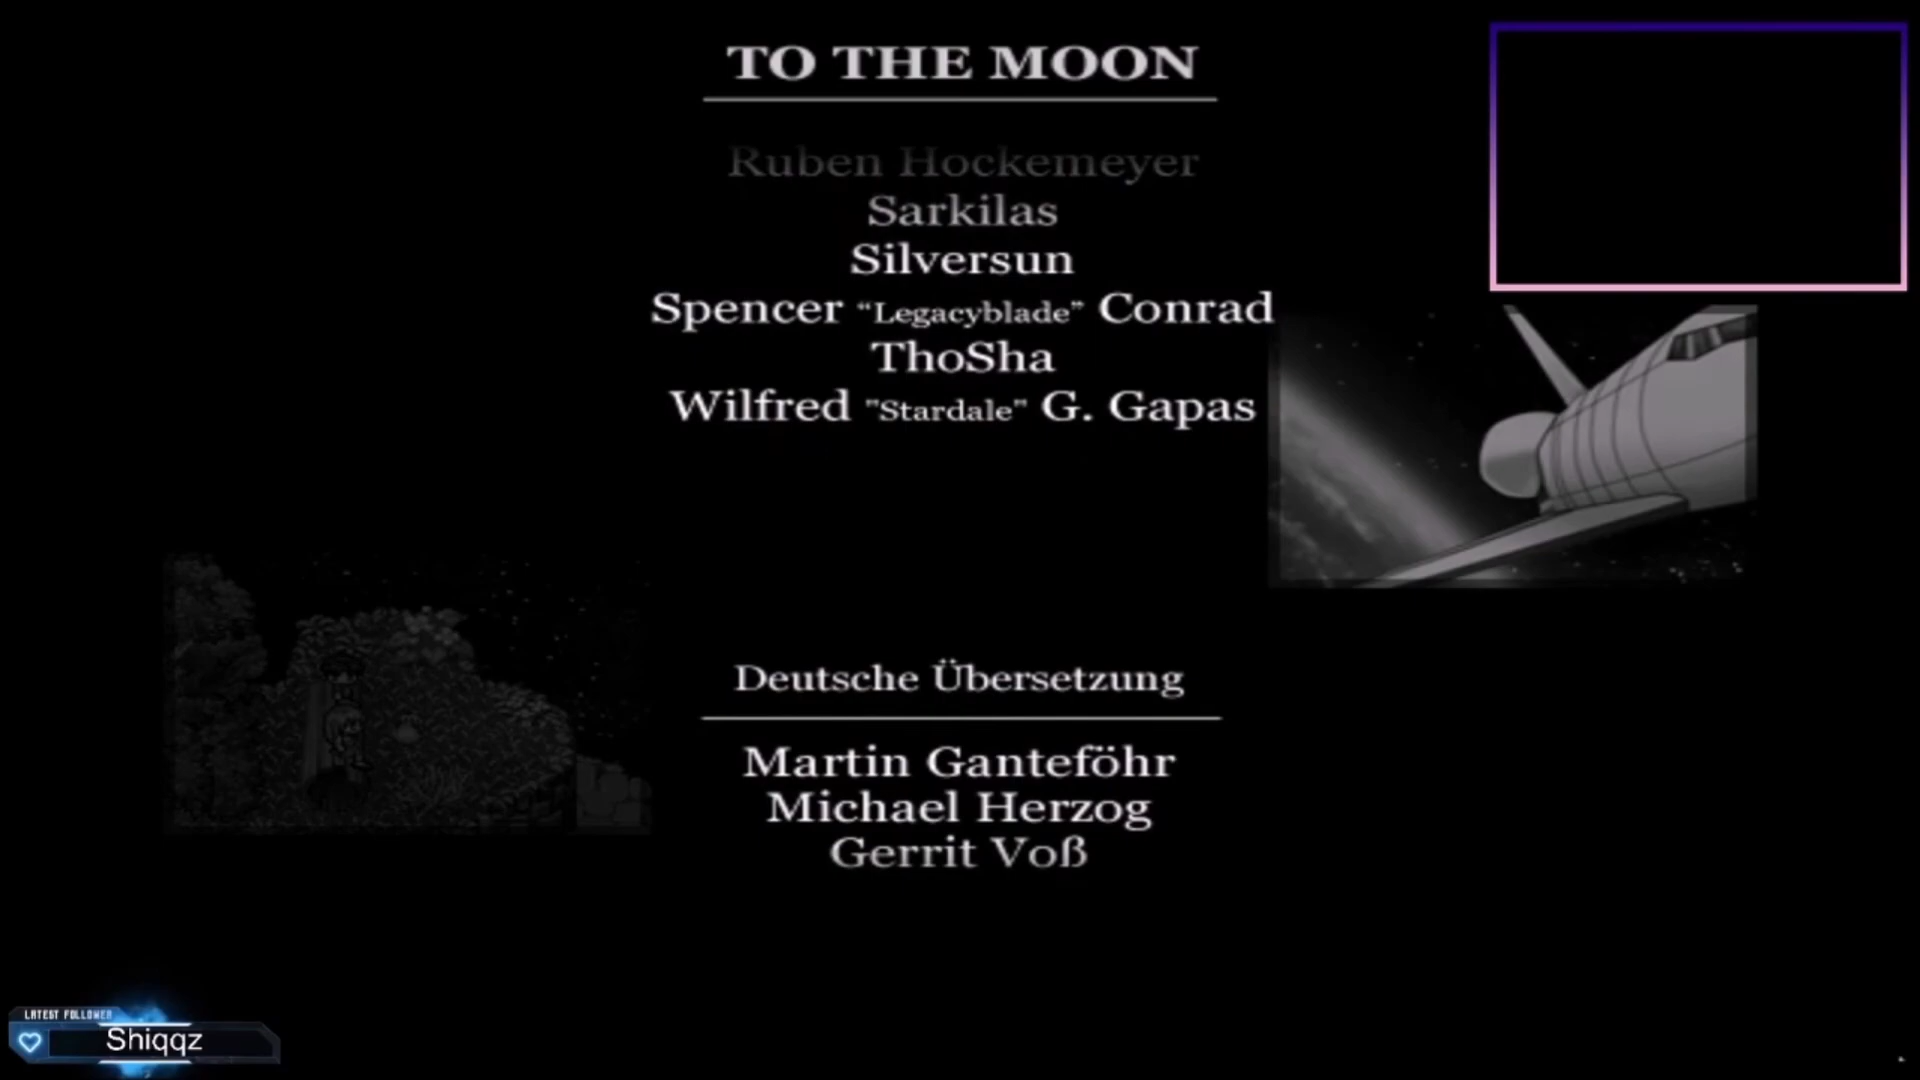 TO THE MOON
Ruben Hockemeyer
Sarkilas
Silversun
Spencer “Legacyblade” Conrad
ThoSha
Wilfred "Stardale" G. Gapas
Deutsche Übersetzung
Martin Ganteföhr
Michael Herzog
Gerrit Voß
LATEST FOLLOWER
Shiqqz